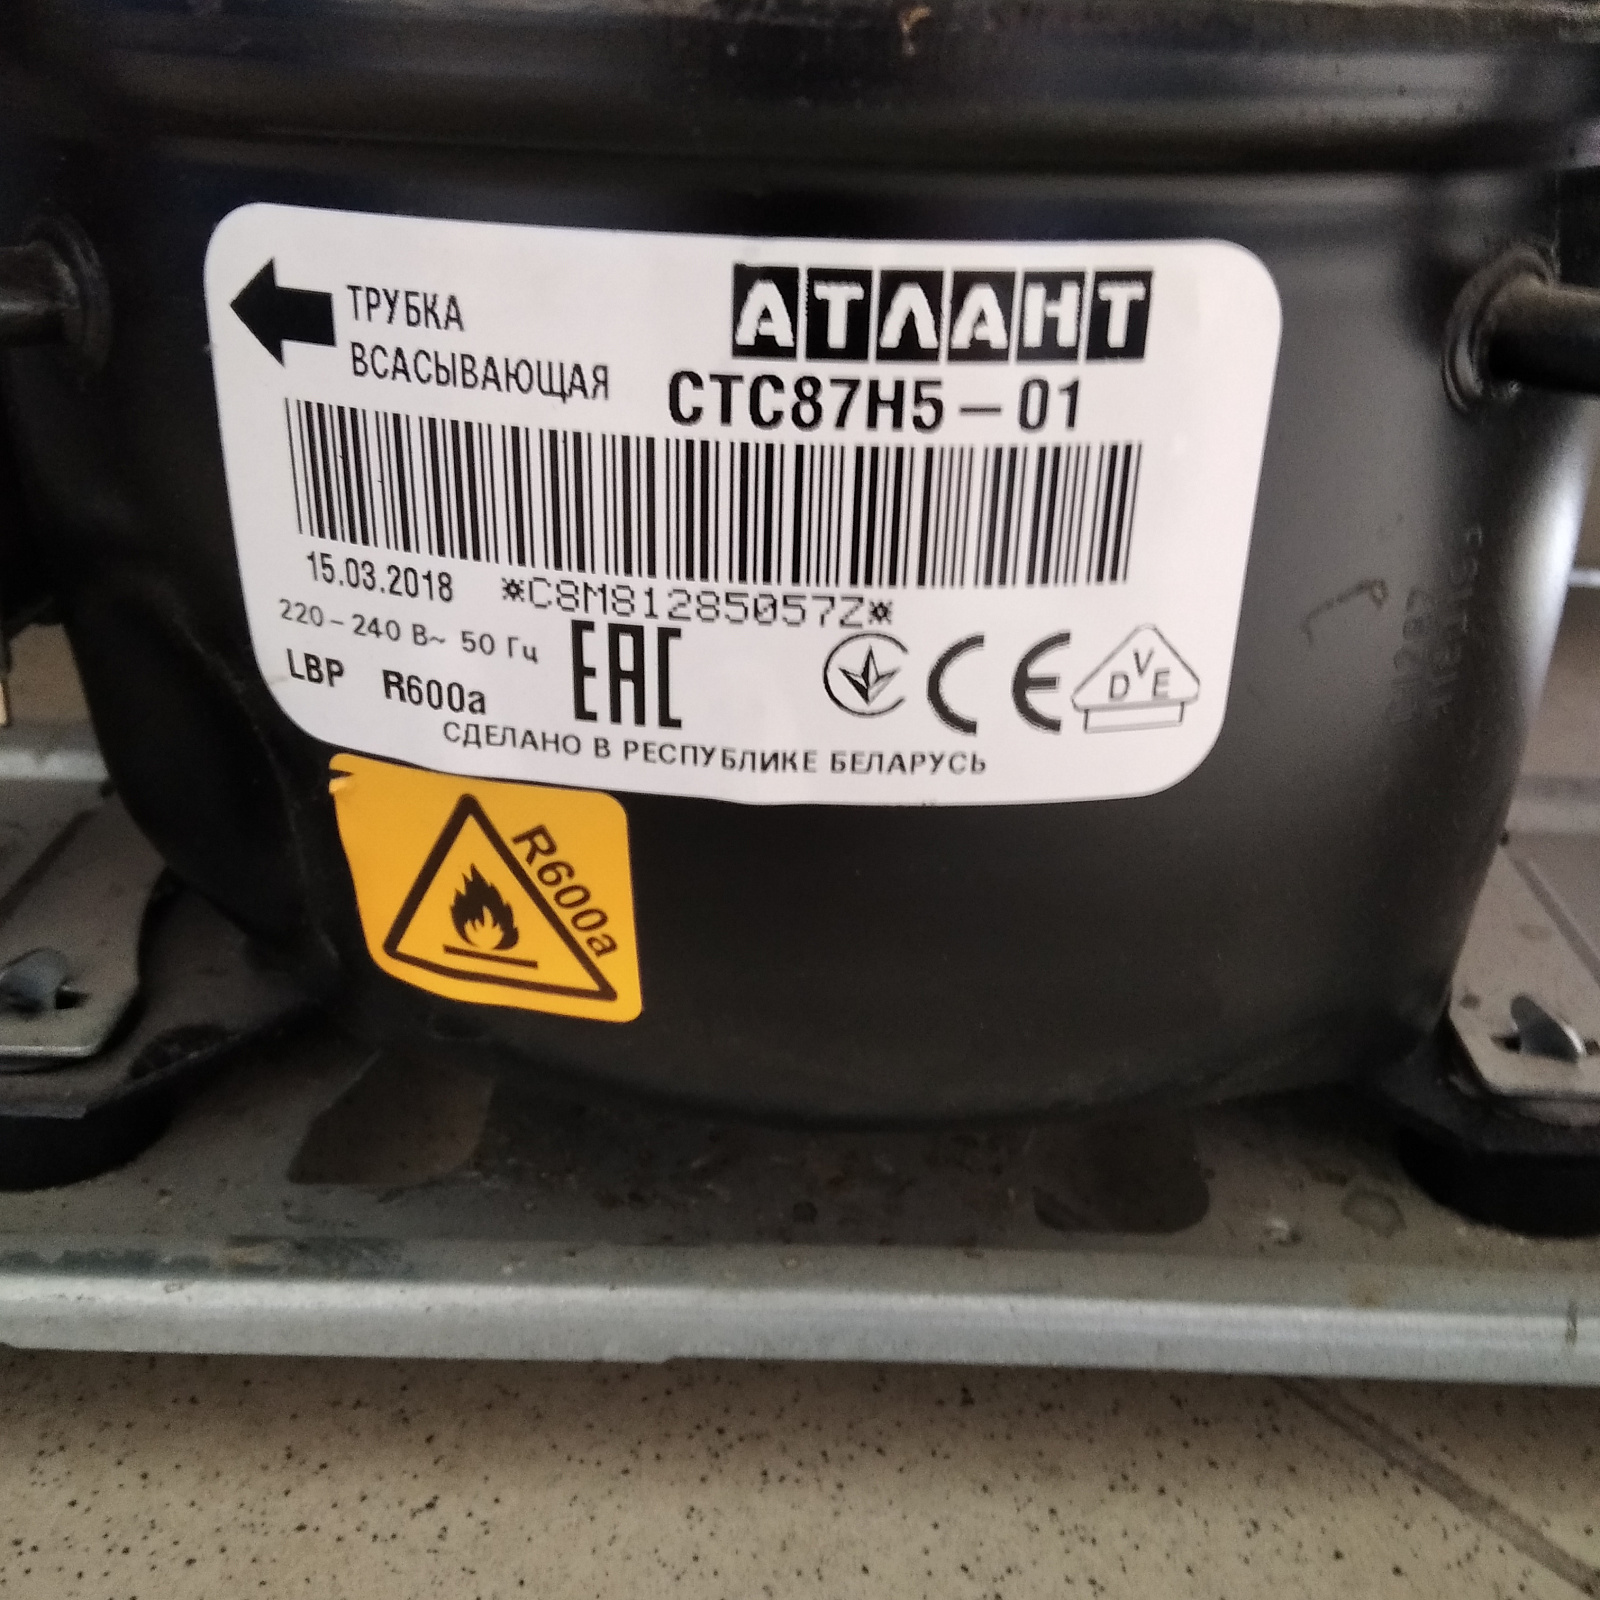 ТРУБКА
ВСАСЫВАЮЩАЯ
АТЛАНТ
СТС87Н5-01
15.03.2018 *C8M81285057Z*
220-240 В~ 50 Гц
LBP R600a
EAC
CE
DVE
СДЕЛАНО В РЕСПУБЛИКЕ БЕЛАРУСЬ
R600a